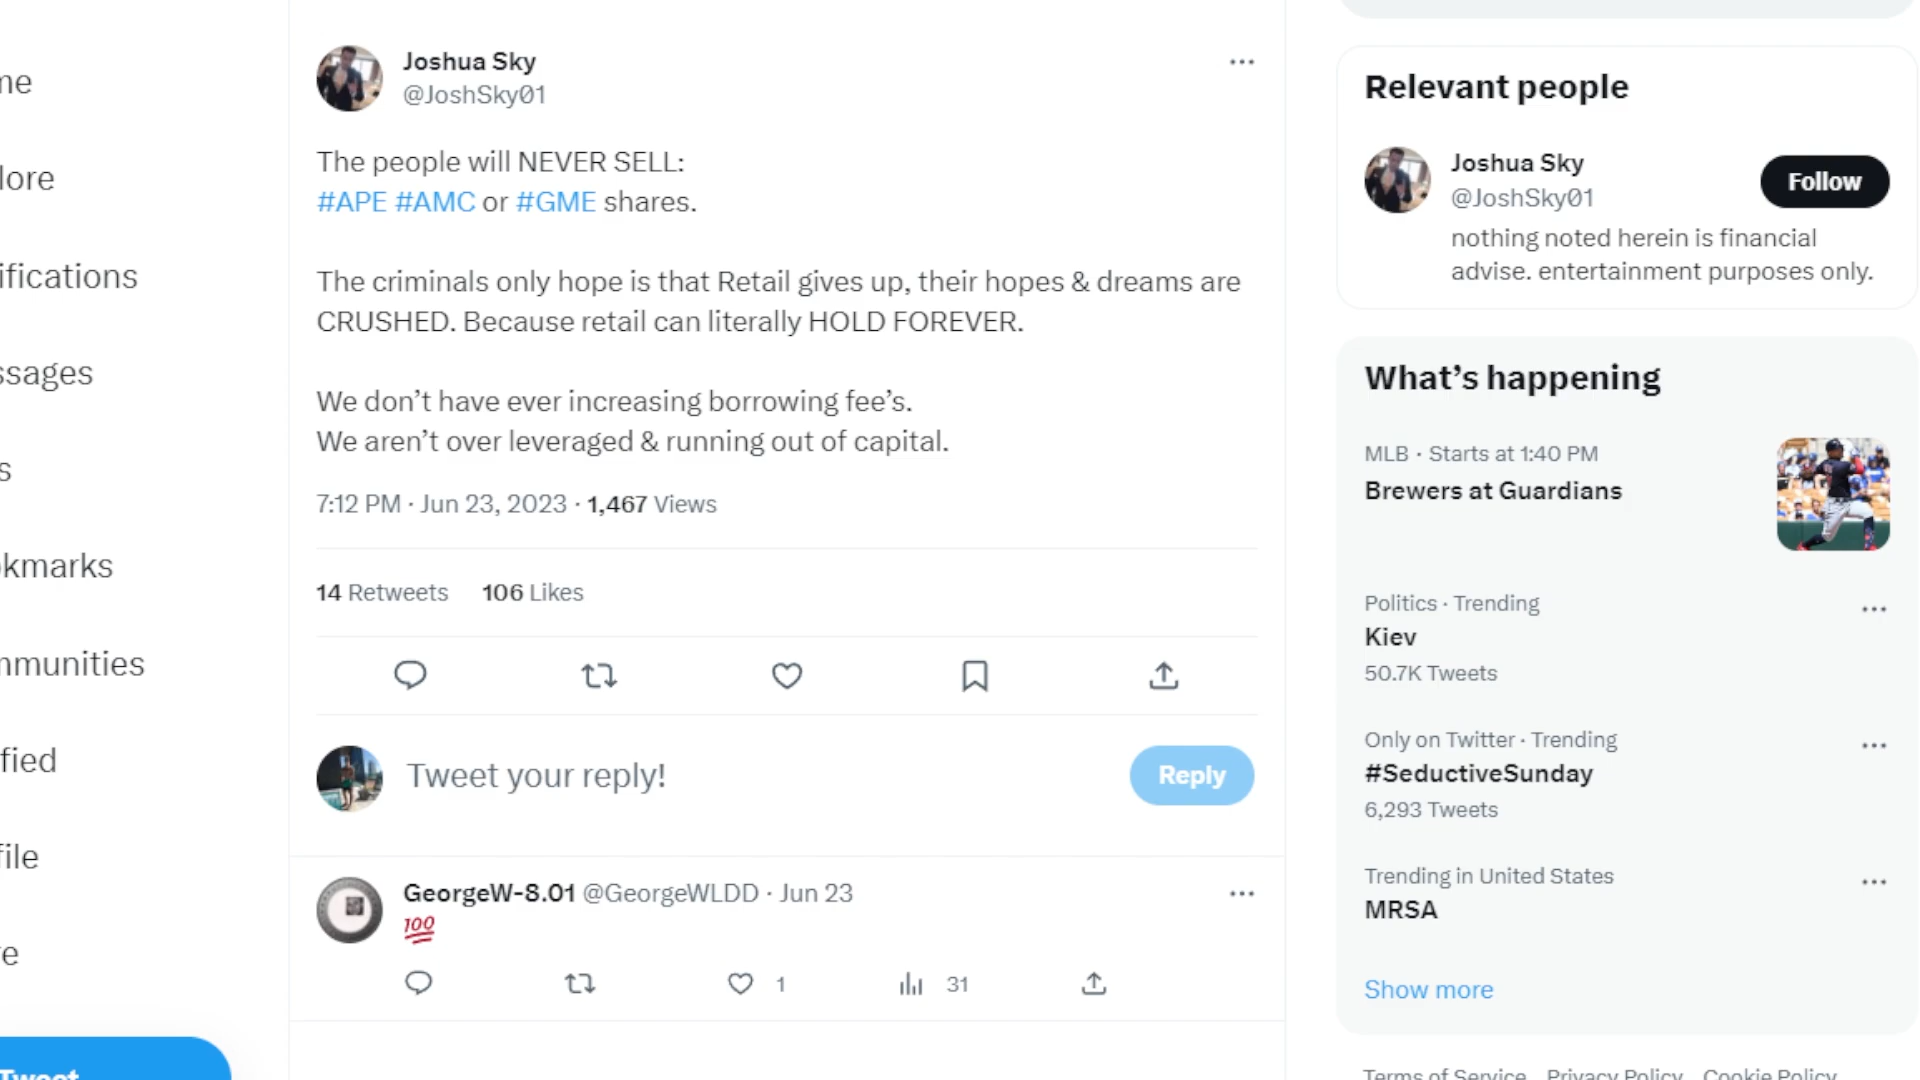 me
lore
ifications
ssages
s
kmarks
mmunities
fied
file
e
Tweet
Joshua Sky
@JoshSky01
The people will NEVER SELL:
#APE #AMC or #GME shares.
The criminals only hope is that Retail gives up, their hopes & dreams are
CRUSHED. Because retail can literally HOLD FOREVER.
We don’t have ever increasing borrowing fee’s.
We aren’t over leveraged & running out of capital.
7:12 PM · Jun 23, 2023 · 1,467 Views
14 Retweets 106 Likes
Tweet your reply!
Reply
GeorgeW-8.01 @GeorgeWLDD · Jun 23
💯
1 31
Relevant people
Joshua Sky
@JoshSky01
Follow
nothing noted herein is financial
advise. entertainment purposes only.
What’s happening
MLB · Starts at 1:40 PM
Brewers at Guardians
Politics · Trending
Kiev
50.7K Tweets
Only on Twitter · Trending
#SeductiveSunday
6,293 Tweets
Trending in United States
MRSA
Show more
Terms of Service Privacy Policy Cookie Policy